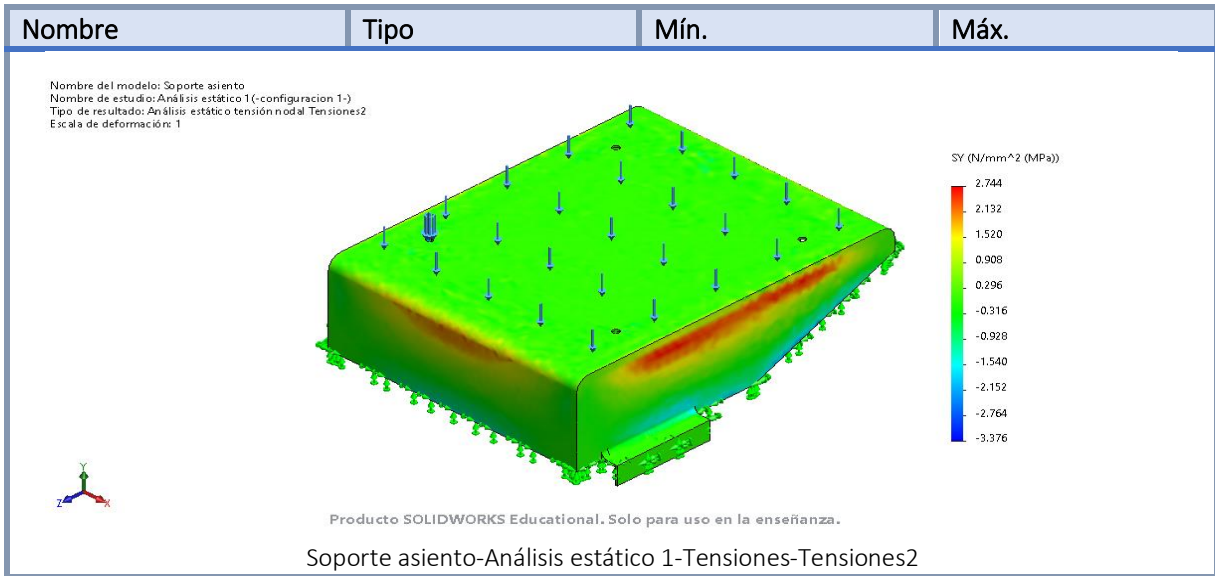 Nombre Tipo Mín. Máx.
Nombre del modelo: Soporte asiento
Nombre de estudio: Análisis estático 1(-configuracion 1-)
Tipo de resultado: Análisis estático tensión nodal Tensiones2
Escala de deformación: 1
SY (N/mm^2 (MPa))
2.744
2.132
1.520
0.908
0.296
-0.316
-0.928
-1.540
-2.152
-2.764
-3.376
Y
Z X
Producto SOLIDWORKS Educational. Solo para uso en la enseñanza.
Soporte asiento-Análisis estático 1-Tensiones-Tensiones2